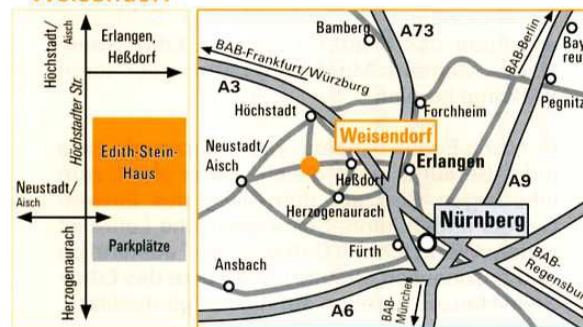 Weisendorf
Höchstadt/
Aisch
Erlangen,
Heßdorf
Höchstadter Str.
Edith-Stein-
Haus
Neustadt/
Aisch
Parkplätze
Herzogenaurach
Bamberg
A73
BAB-Berlin
BAB-Frankfurt/Würzburg
A3
Pegnitz
Höchstadt
Forchheim
Weisendorf
Neustadt/
Aisch
Heßdorf
Erlangen
A9
Herzogenaurach
Nürnberg
Fürth
Ansbach
A6
BAB-
München
BAB-